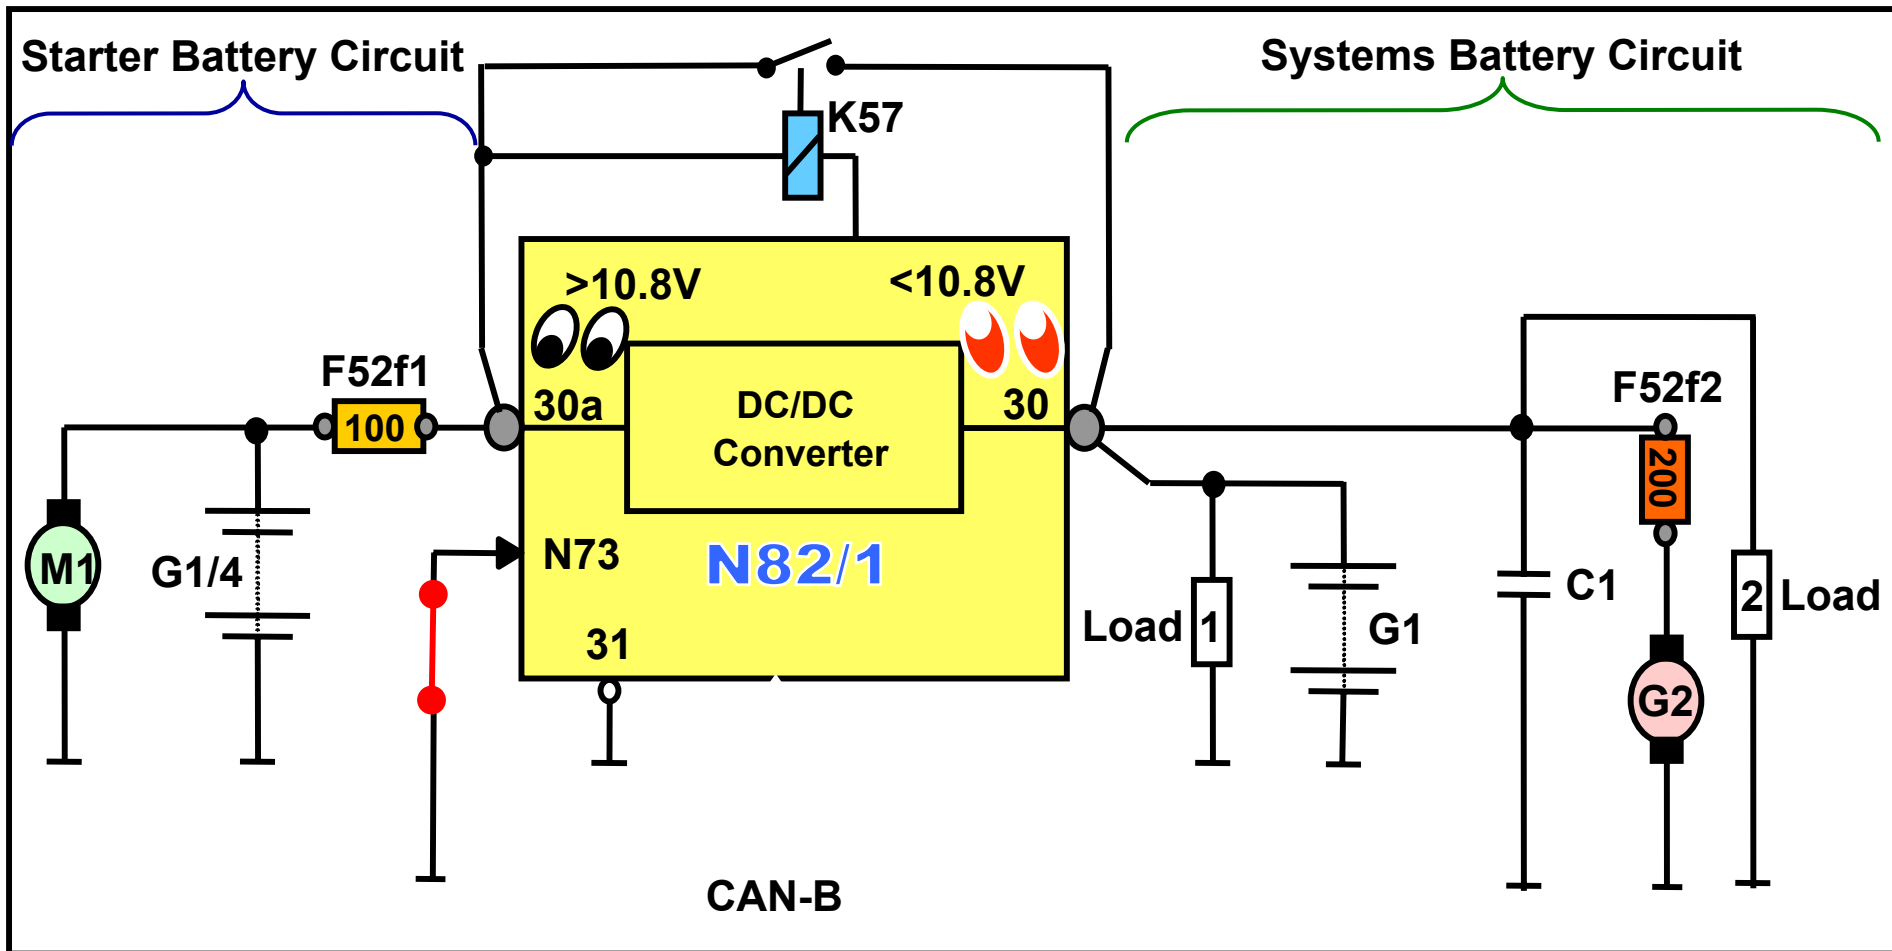 Starter Battery Circuit
Systems Battery Circuit
K57
>10.8V
<10.8V
F52f1
100
30a
DC/DC
Converter
30
F52f2
200
M1
G1/4
N73
N82/1
31
Load 1
G1
C1
2 Load
G2
CAN-B